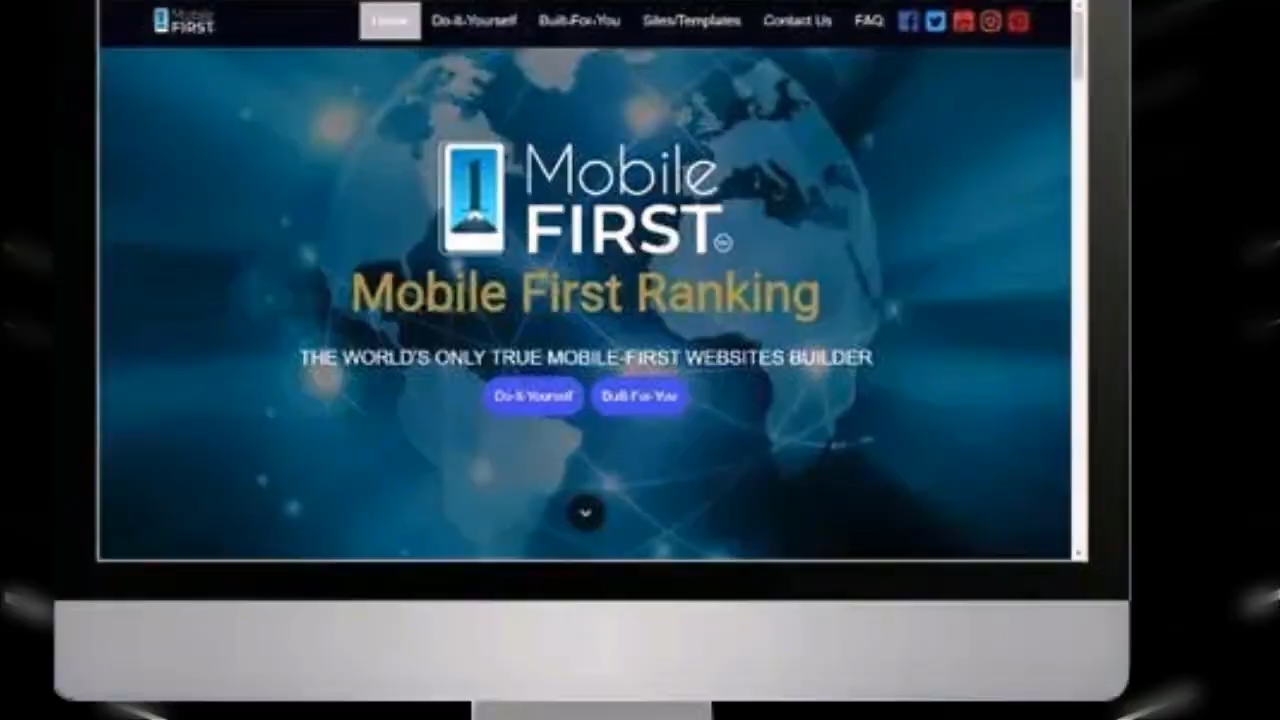 Mobile
FIRST
Home Do-It-Yourself Built-For-You Sites/Templates Contact Us FAQ
Mobile
FIRST
Mobile First Ranking
THE WORLD'S ONLY TRUE MOBILE-FIRST WEBSITES BUILDER
Do-It-Yourself Built-For-You